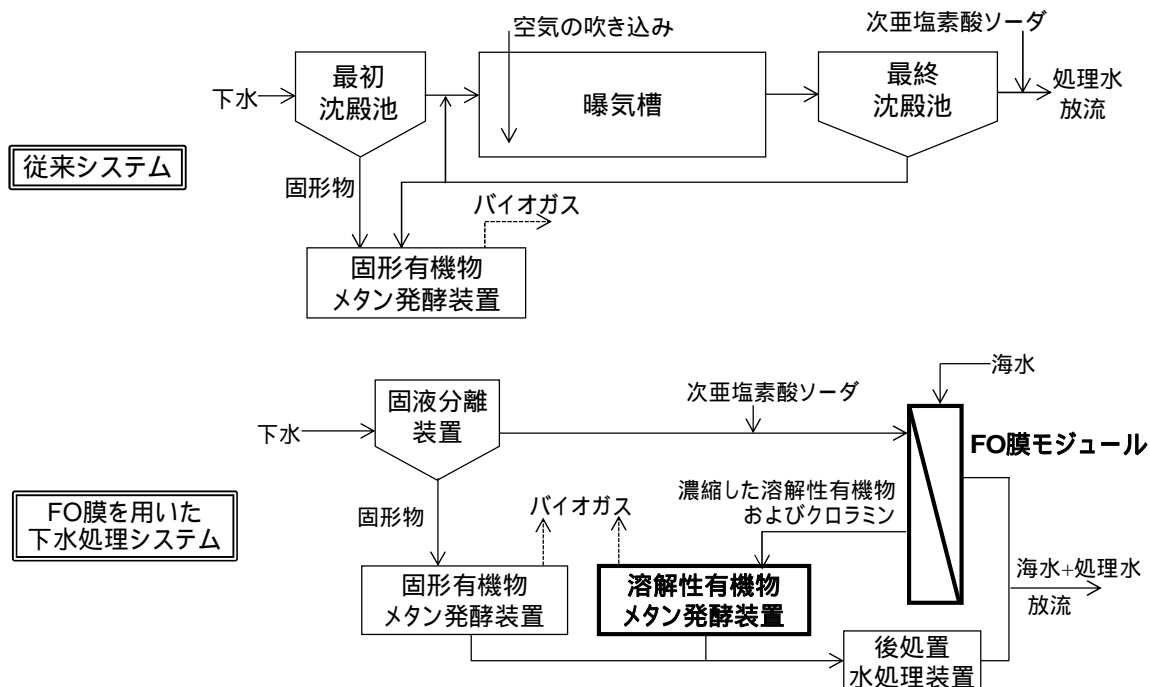 空気の吹き込み
次亜塩素酸ソーダ
下水
最初
沈殿池
曝気槽
最終
沈殿池
処理水
放流
従来システム
固形物
バイオガス
固形有機物
メタン発酵装置
海水
固液分離
装置
次亜塩素酸ソーダ
下水
FO膜モジュール
FO膜を用いた
下水処理システム
固形物
バイオガス
濃縮した溶解性有機物
およびクロラミン
固形有機物
メタン発酵装置
溶解性有機物
メタン発酵装置
海水+処理水
放流
後処置
水処理装置